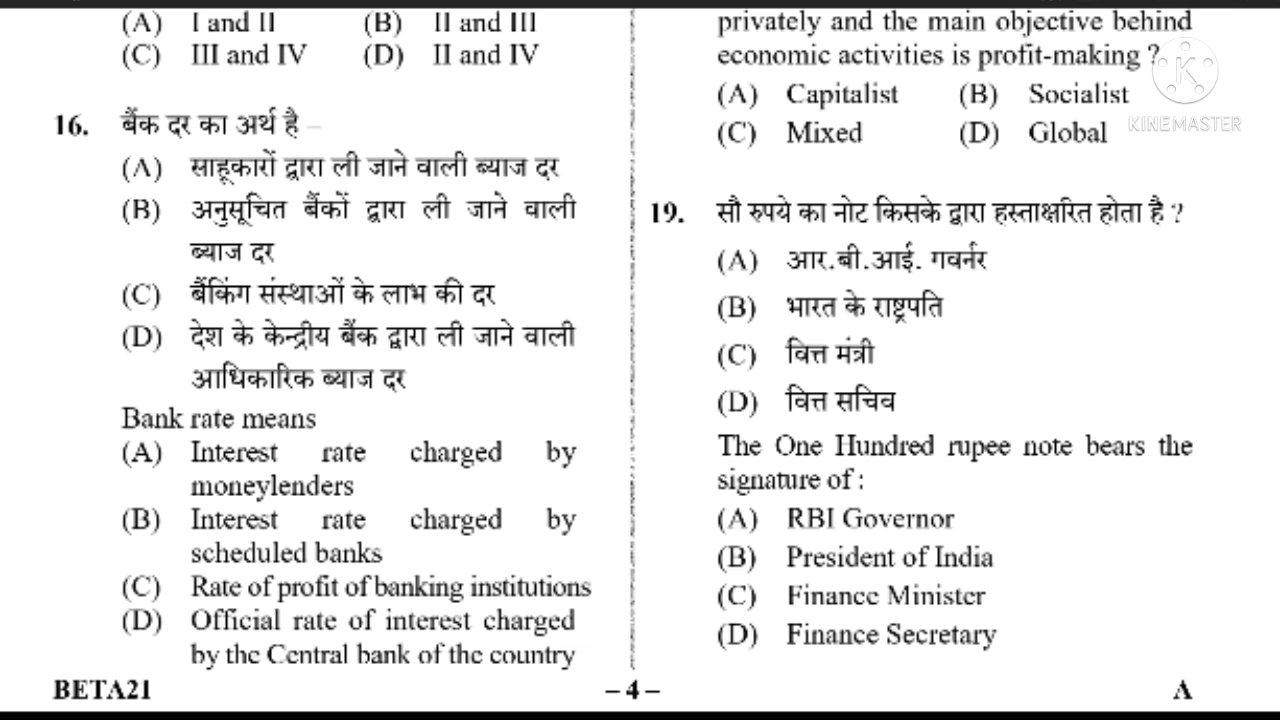 (A) I and II (B) II and III
(C) III and IV (D) II and IV
16. बैंक दर का अर्थ है –
(A) साहूकारों द्वारा ली जाने वाली ब्याज दर
(B) अनुसूचित बैंकों द्वारा ली जाने वाली
ब्याज दर
(C) बैंकिंग संस्थाओं के लाभ की दर
(D) देश के केन्द्रीय बैंक द्वारा ली जाने वाली
आधिकारिक ब्याज दर
Bank rate means
(A) Interest rate charged by
moneylenders
(B) Interest rate charged by
scheduled banks
(C) Rate of profit of banking institutions
(D) Official rate of interest charged
by the Central bank of the country
privately and the main objective behind
economic activities is profit-making ?
(A) Capitalist (B) Socialist
(C) Mixed (D) Global
K
KINEMASTER
19. सौ रुपये का नोट किसके द्वारा हस्ताक्षरित होता है ?
(A) आर.बी.आई. गवर्नर
(B) भारत के राष्ट्रपति
(C) वित्त मंत्री
(D) वित्त सचिव
The One Hundred rupee note bears the
signature of :
(A) RBI Governor
(B) President of India
(C) Finance Minister
(D) Finance Secretary
BETA21 – 4 – A